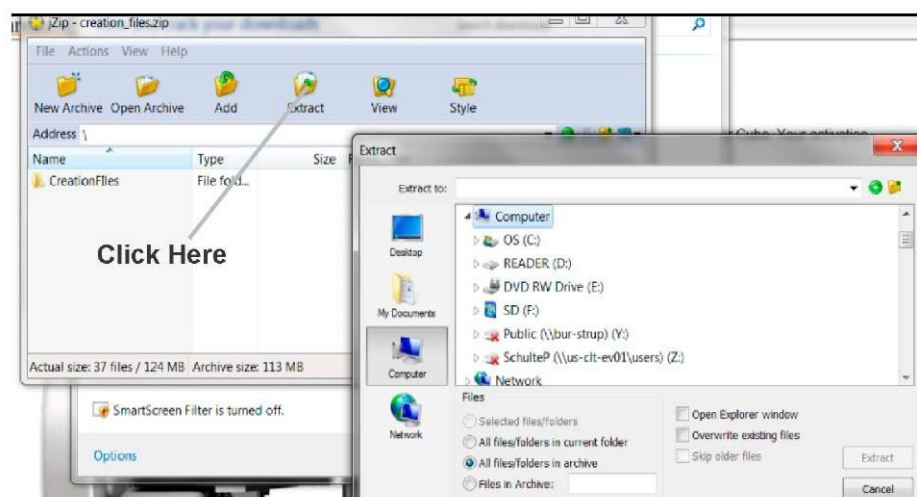 jZip - creation_files.zip
File Actions View Help
New Archive Open Archive Add Extract View Style
Address \
Name Type Size
CreationFIles File fold...
Click Here
Actual size: 37 files / 124 MB Archive size: 113 MB
SmartScreen Filter is turned off.
Options
Cube. Your activation
Extract
Extract to:
Desktop
My Documents
Computer
Network
Computer
OS (C:)
READER (D:)
DVD RW Drive (E:)
SD (F:)
Public (\\bur-strup) (Y:)
SchulteP (\\us-clt-ev01\users) (Z:)
Network
Files
Selected files/folders
All files/folders in current folder
All files/folders in archive
Files in Archive:
Open Explorer window
Overwrite existing files
Skip older files
Extract
Cancel